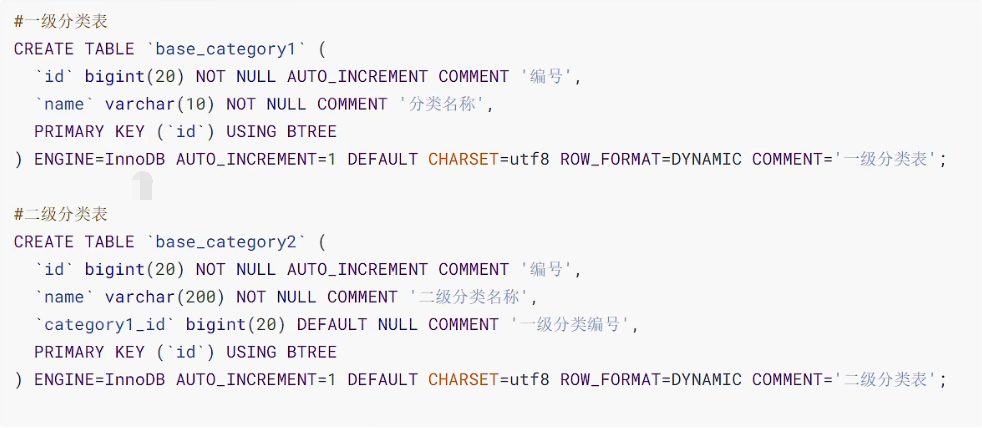 #一级分类表
CREATE TABLE `base_category1` (
  `id` bigint(20) NOT NULL AUTO_INCREMENT COMMENT '编号',
  `name` varchar(10) NOT NULL COMMENT '分类名称',
  PRIMARY KEY (`id`) USING BTREE
) ENGINE=InnoDB AUTO_INCREMENT=1 DEFAULT CHARSET=utf8 ROW_FORMAT=DYNAMIC COMMENT='一级分类表';
#二级分类表
CREATE TABLE `base_category2` (
  `id` bigint(20) NOT NULL AUTO_INCREMENT COMMENT '编号',
  `name` varchar(200) NOT NULL COMMENT '二级分类名称',
  `category1_id` bigint(20) DEFAULT NULL COMMENT '一级分类编号',
  PRIMARY KEY (`id`) USING BTREE
) ENGINE=InnoDB AUTO_INCREMENT=1 DEFAULT CHARSET=utf8 ROW_FORMAT=DYNAMIC COMMENT='二级分类表';